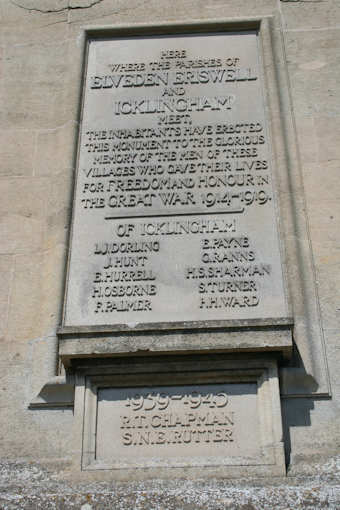 HERE
WHERE THE PARISHES OF
ELVEDEN ERISWELL
AND
ICKLINGHAM
MEET,
THE INHABITANTS HAVE ERECTED
THIS MONUMENT TO THE GLORIOUS
MEMORY OF THE MEN OF THESE
VILLAGES WHO GAVE THEIR LIVES
FOR FREEDOM AND HONOUR IN
THE GREAT WAR 1914-1919.
OF ICKLINGHAM
L.J.DORLING E.PAYNE
J.HUNT G.RANNS
E.HURRELL H.S.SHARMAN
H.OSBORNE S.TURNER
F.PALMER H.H.WARD
1939-1945
R.T.CHAPMAN
S.N.E.RUTTER